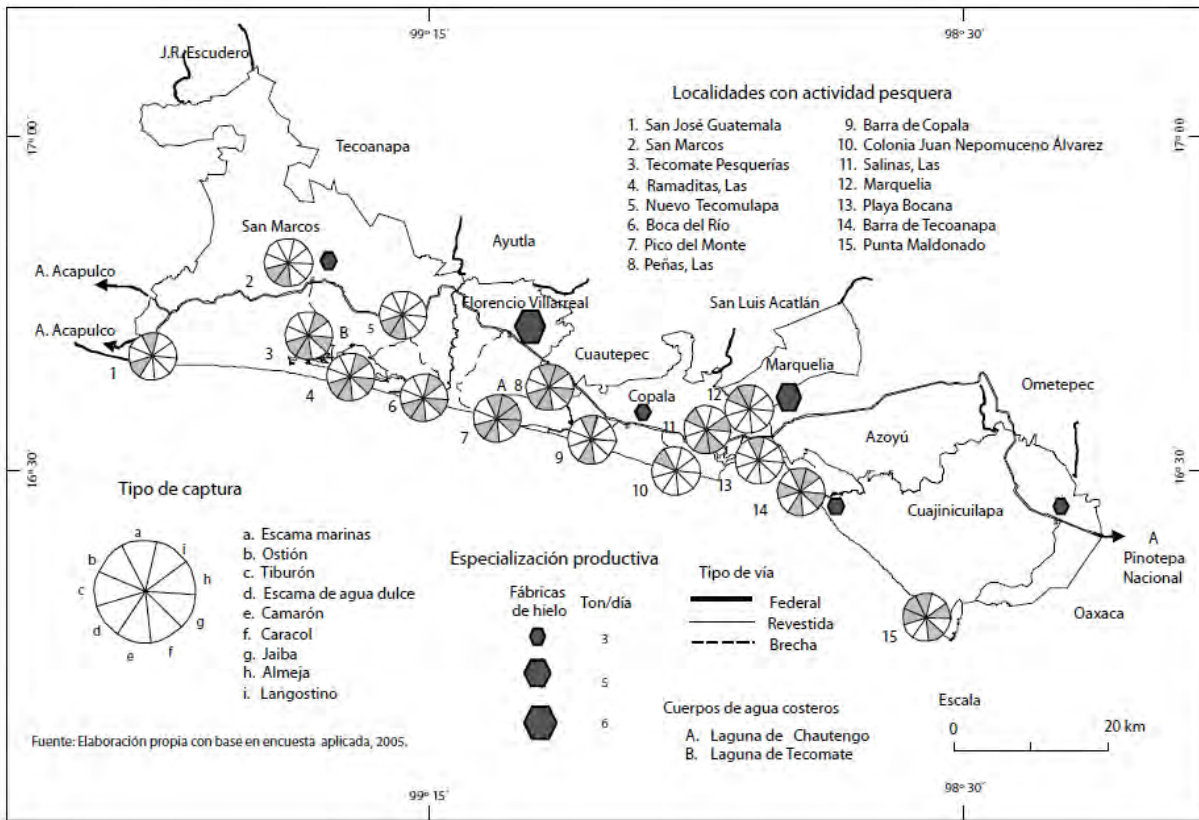 99° 15´
98° 30´
J.R. Escudero
Localidades con actividad pesquera
1. San José Guatemala
2. San Marcos
3. Tecomate Pesquerías
4. Ramaditas, Las
5. Nuevo Tecomulapa
6. Boca del Río
7. Pico del Monte
8. Peñas, Las
9. Barra de Copala
10. Colonia Juan Nepomuceno Álvarez
11. Salinas, Las
12. Marquelia
13. Playa Bocana
14. Barra de Tecoanapa
15. Punta Maldonado
17° 00´
17° 00´
Tecoanapa
San Marcos
Ayutla
A. Acapulco
2
Florencio Villarreal
San Luis Acatlán
A. Acapulco
B
5
3
Cuautepec
Marquelia
1
4
6
A
8
Copala
12
Ometepec
7
11
9
Azoyú
16° 30´
16° 30´
10
13
14
Cuajinicuilapa
A
Pinotepa
Nacional
Oaxaca
15
Tipo de captura
a
b
c
d
e
f
g
h
i
a. Escama marinas
b. Ostión
c. Tiburón
d. Escama de agua dulce
e. Camarón
f. Caracol
g. Jaiba
h. Almeja
i. Langostino
Especialización productiva
Fábricas
de hielo
Ton/día
3
5
6
Tipo de vía
Federal
Revestida
Brecha
Cuerpos de agua costeros
A. Laguna de Chautengo
B. Laguna de Tecomate
Escala
0 20 km
Fuente: Elaboración propia con base en encuesta aplicada, 2005.
99° 15´
98° 30´